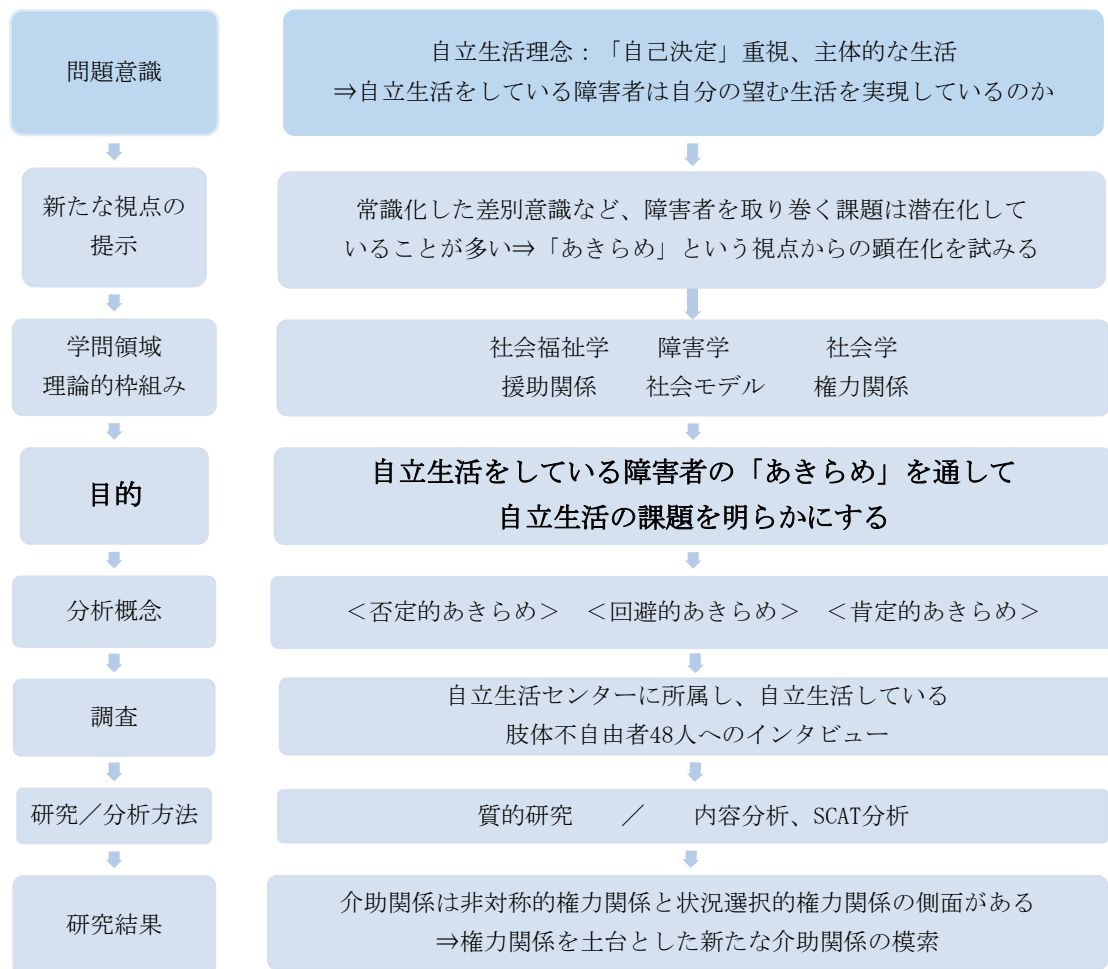 問題意識
自立生活理念：「自己決定」重視、主体的な生活
⇒自立生活をしている障害者は自分の望む生活を実現しているのか
新たな視点の
提示
常識化した差別意識など、障害者を取り巻く課題は潜在化して
いることが多い⇒「あきらめ」という視点からの顕在化を試みる
学問領域
理論的枠組み
社会福祉学　障害学　社会学
援助関係　社会モデル　権力関係
目的
自立生活をしている障害者の「あきらめ」を通して
自立生活の課題を明らかにする
分析概念
＜否定的あきらめ＞　＜回避的あきらめ＞　＜肯定的あきらめ＞
調査
自立生活センターに所属し、自立生活している
肢体不自由者48人へのインタビュー
研究／分析方法
質的研究　／　内容分析、SCAT分析
研究結果
介助関係は非対称的権力関係と状況選択的権力関係の側面がある
⇒権力関係を土台とした新たな介助関係の模索